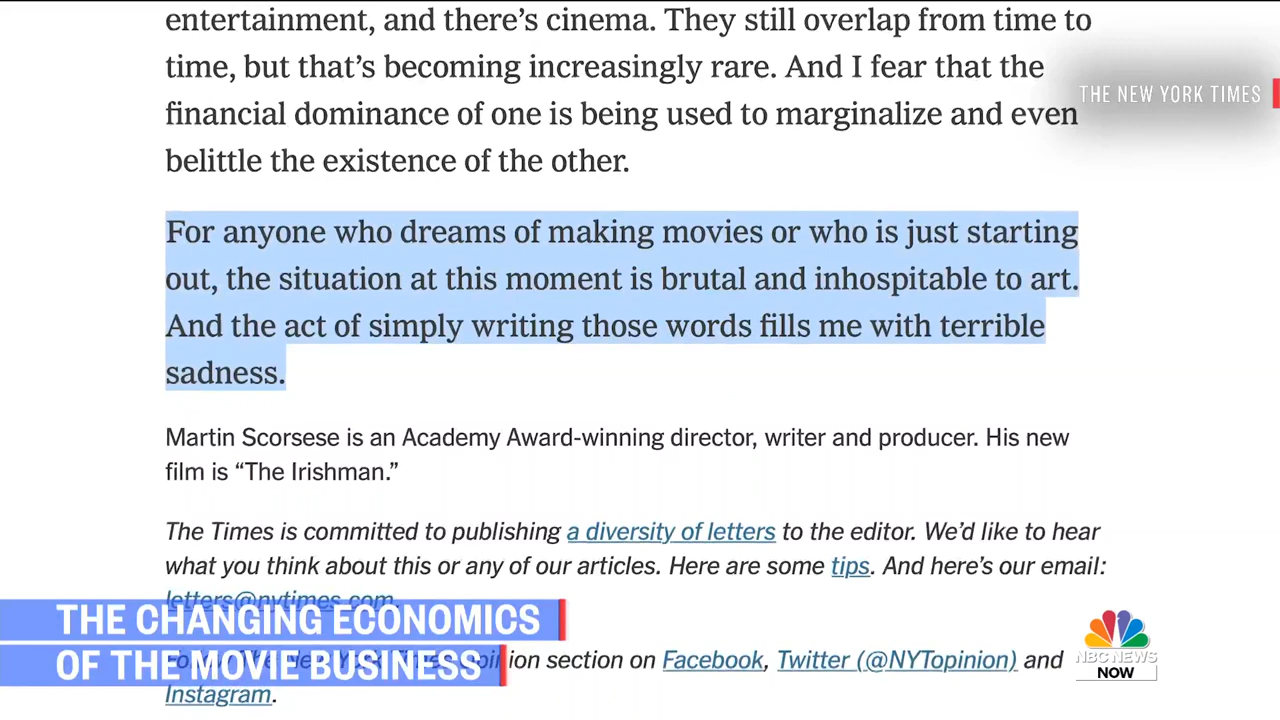 entertainment, and there’s cinema. They still overlap from time to
time, but that’s becoming increasingly rare. And I fear that the
financial dominance of one is being used to marginalize and even
belittle the existence of the other.
THE NEW YORK TIMES
For anyone who dreams of making movies or who is just starting
out, the situation at this moment is brutal and inhospitable to art.
And the act of simply writing those words fills me with terrible
sadness.
Martin Scorsese is an Academy Award-winning director, writer and producer. His new
film is “The Irishman.”
The Times is committed to publishing a diversity of letters to the editor. We’d like to hear
what you think about this or any of our articles. Here are some tips. And here’s our email:
letters@nytimes.com.
THE CHANGING ECONOMICS
OF THE MOVIE BUSINESS
section on Facebook, Twitter (@NYTopinion) and
Instagram.
NBC NEWS
NOW